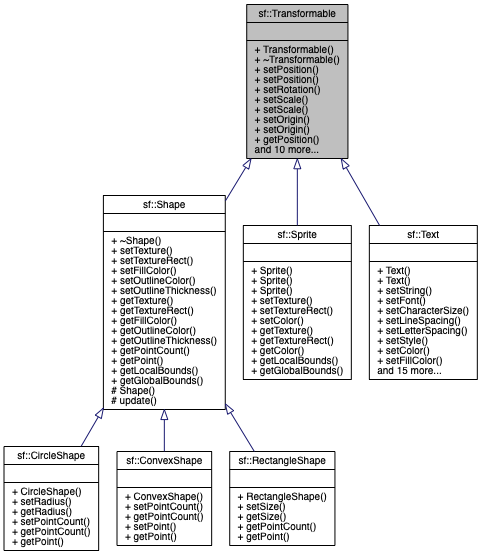 sf::Transformable
+ Transformable()
+ ~Transformable()
+ setPosition()
+ setPosition()
+ setRotation()
+ setScale()
+ setScale()
+ setOrigin()
+ setOrigin()
+ getPosition()
and 10 more...
sf::Shape
+ ~Shape()
+ setTexture()
+ setTextureRect()
+ setFillColor()
+ setOutlineColor()
+ setOutlineThickness()
+ getTexture()
+ getTextureRect()
+ getFillColor()
+ getOutlineColor()
+ getOutlineThickness()
+ getPointCount()
+ getPoint()
+ getLocalBounds()
+ getGlobalBounds()
# Shape()
# update()
sf::Sprite
+ Sprite()
+ Sprite()
+ Sprite()
+ setTexture()
+ setTextureRect()
+ setColor()
+ getTexture()
+ getTextureRect()
+ getColor()
+ getLocalBounds()
+ getGlobalBounds()
sf::Text
+ Text()
+ Text()
+ setString()
+ setFont()
+ setCharacterSize()
+ setLineSpacing()
+ setLetterSpacing()
+ setStyle()
+ setColor()
+ setFillColor()
and 15 more...
sf::CircleShape
+ CircleShape()
+ setRadius()
+ getRadius()
+ setPointCount()
+ getPointCount()
+ getPoint()
sf::ConvexShape
+ ConvexShape()
+ setPointCount()
+ getPointCount()
+ setPoint()
+ getPoint()
sf::RectangleShape
+ RectangleShape()
+ setSize()
+ getSize()
+ getPointCount()
+ getPoint()